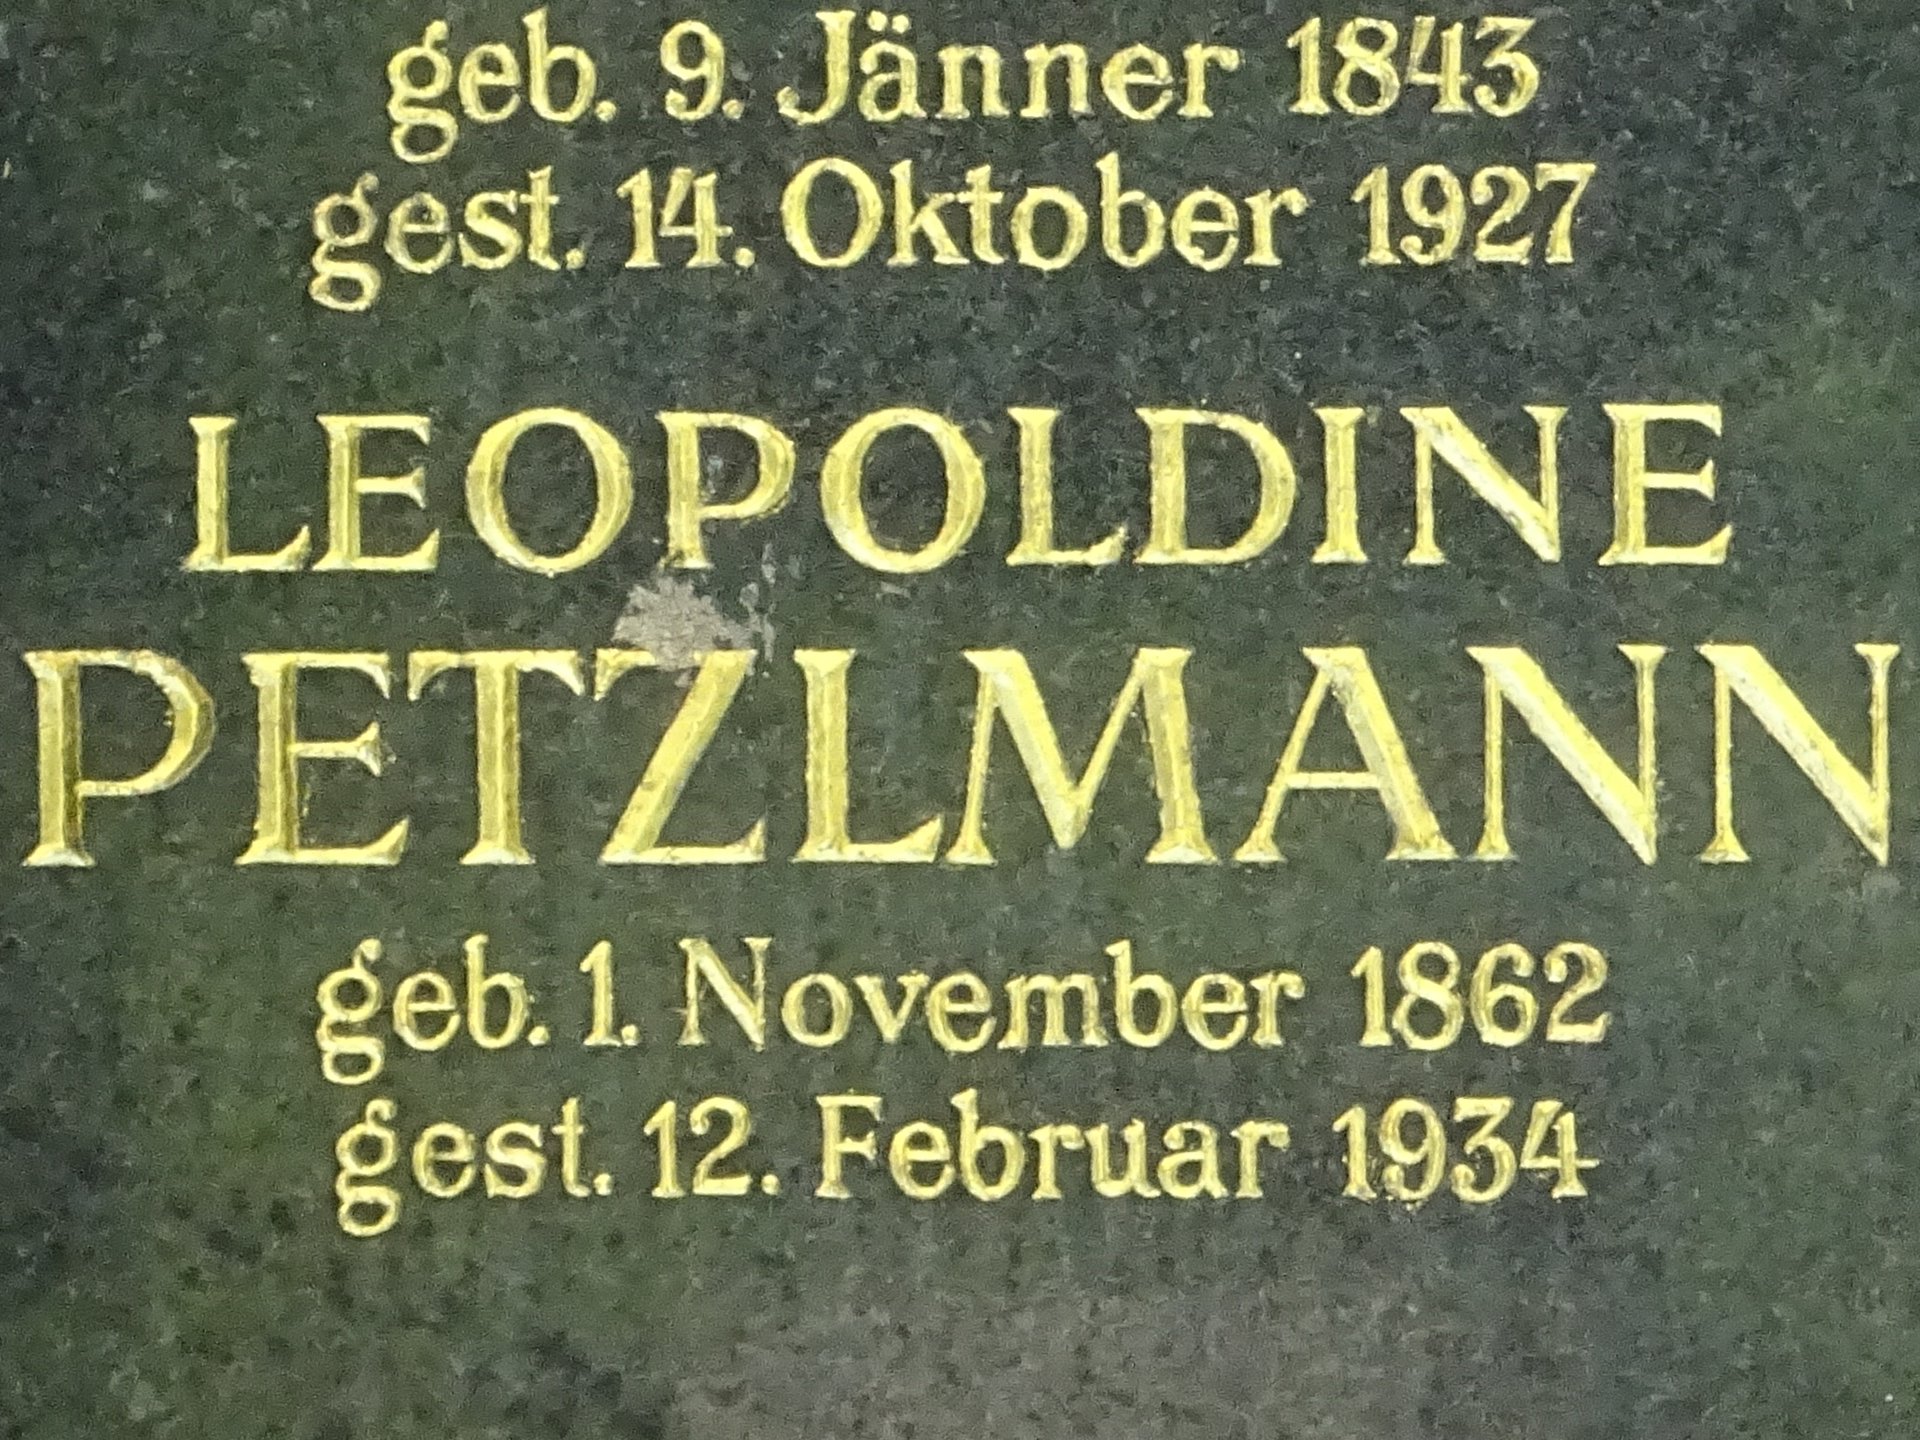 geb. 9. Jänner 1843
gest. 14. Oktober 1927
LEOPOLDINE
PETZLMANN
geb. 1. November 1862
gest. 12. Februar 1934